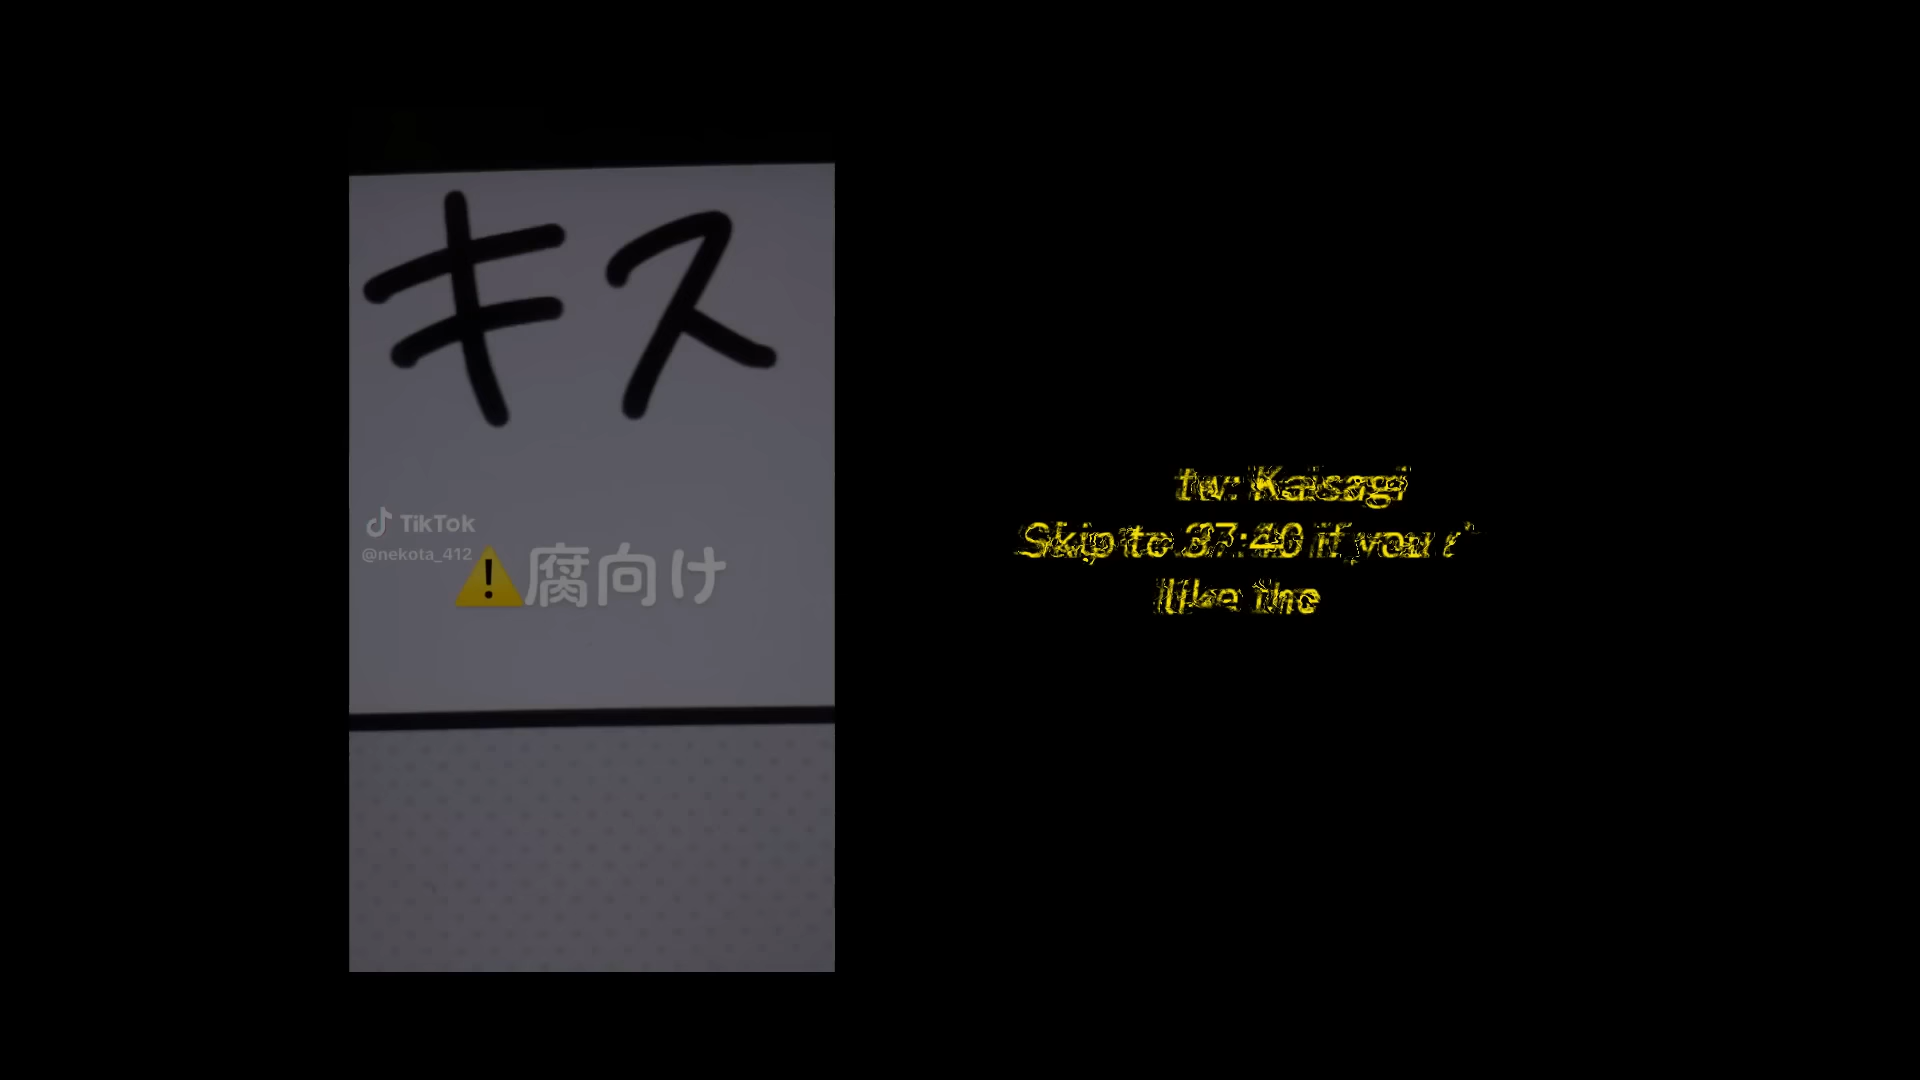 キス
TikTok
@nekota_412
⚠腐向け
tw: Kaisagi
Skip to 37:40 if you
like the